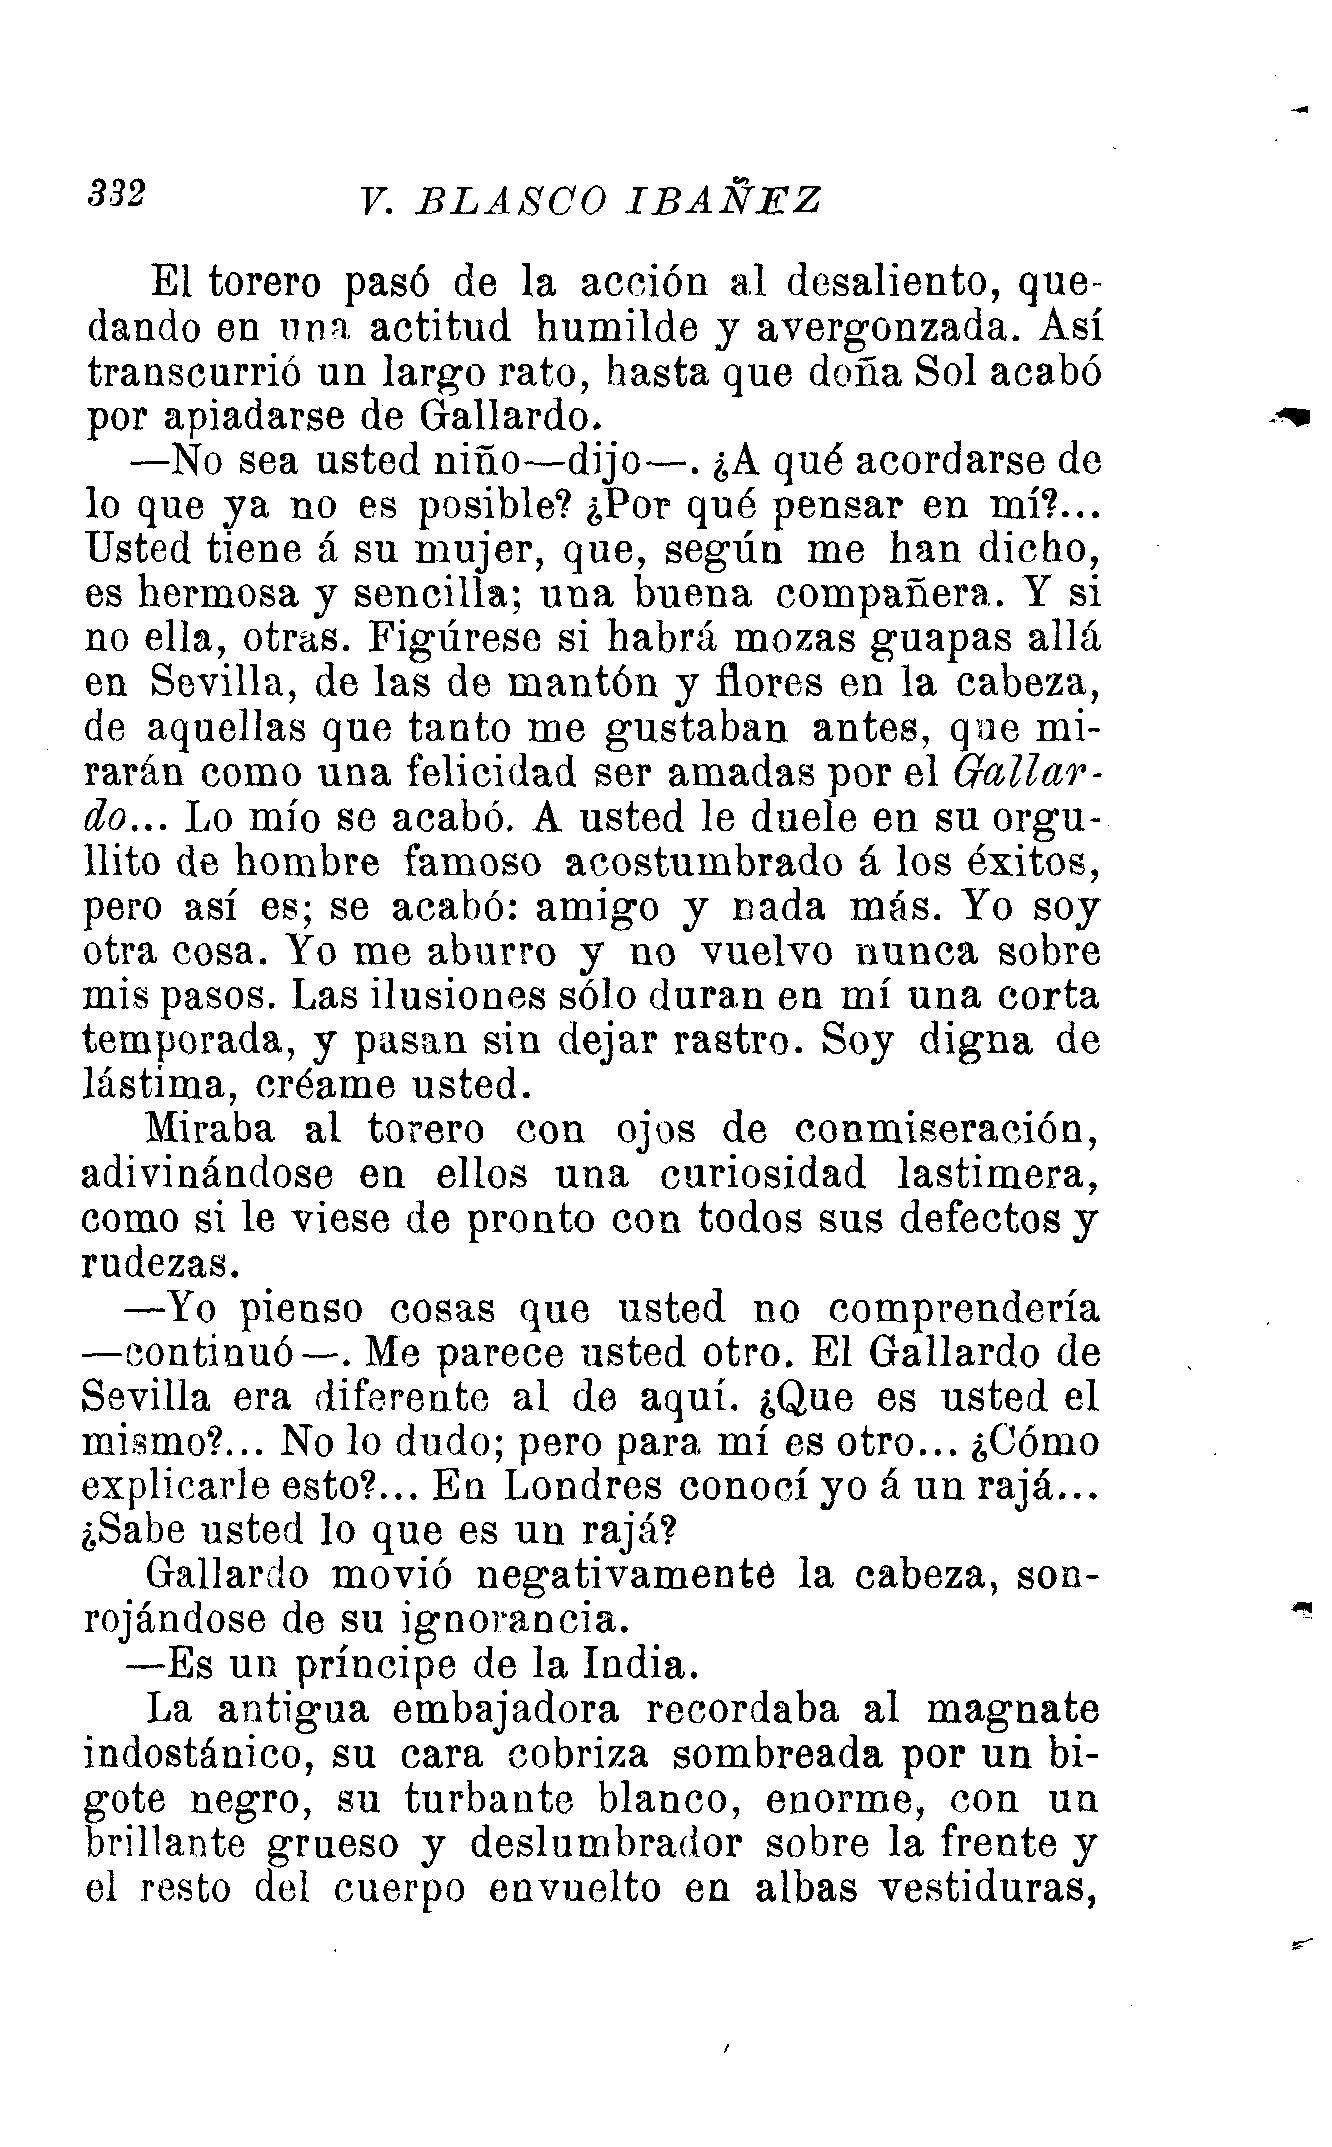 332
V. BLASCO IBAÑEZ
El torero pasó de la acción al desaliento, que-
dando en una actitud humilde y avergonzada. Así
transcurrió un largo rato, hasta que doña Sol acabó
por apiadarse de Gallardo.
—No sea usted niño—dijo—. ¿A qué acordarse de
lo que ya no es posible? ¿Por qué pensar en mí?...
Usted tiene á su mujer, que, según me han dicho,
es hermosa y sencilla; una buena compañera. Y si
no ella, otras. Figúrese si habrá mozas guapas allá
en Sevilla, de las de mantón y flores en la cabeza,
de aquellas que tanto me gustaban antes, que mi-
rarán como una felicidad ser amadas por el Gallar-
do... Lo mío se acabó. A usted le duele en su orgu-
llito de hombre famoso acostumbrado á los éxitos,
pero así es; se acabó: amigo y nada más. Yo soy
otra cosa. Yo me aburro y no vuelvo nunca sobre
mis pasos. Las ilusiones sólo duran en mí una corta
temporada, y pasan sin dejar rastro. Soy digna de
lástima, créame usted.
Miraba al torero con ojos de conmiseración,
adivinándose en ellos una curiosidad lastimera,
como si le viese de pronto con todos sus defectos y
rudezas.
—Yo pienso cosas que usted no comprendería
—continuó—. Me parece usted otro. El Gallardo de
Sevilla era diferente al de aquí. ¿Que es usted el
mismo?... No lo dudo; pero para mí es otro... ¿Cómo
explicarle esto?... En Londres conocí yo á un rajá...
¿Sabe usted lo que es un rajá?
Gallardo movió negativamente la cabeza, son-
rojándose de su ignorancia.
—Es un príncipe de la India.
La antigua embajadora recordaba al magnate
indostánico, su cara cobriza sombreada por un bi-
gote negro, su turbante blanco, enorme, con un
brillante grueso y deslumbrador sobre la frente y
el resto del cuerpo envuelto en albas vestiduras,